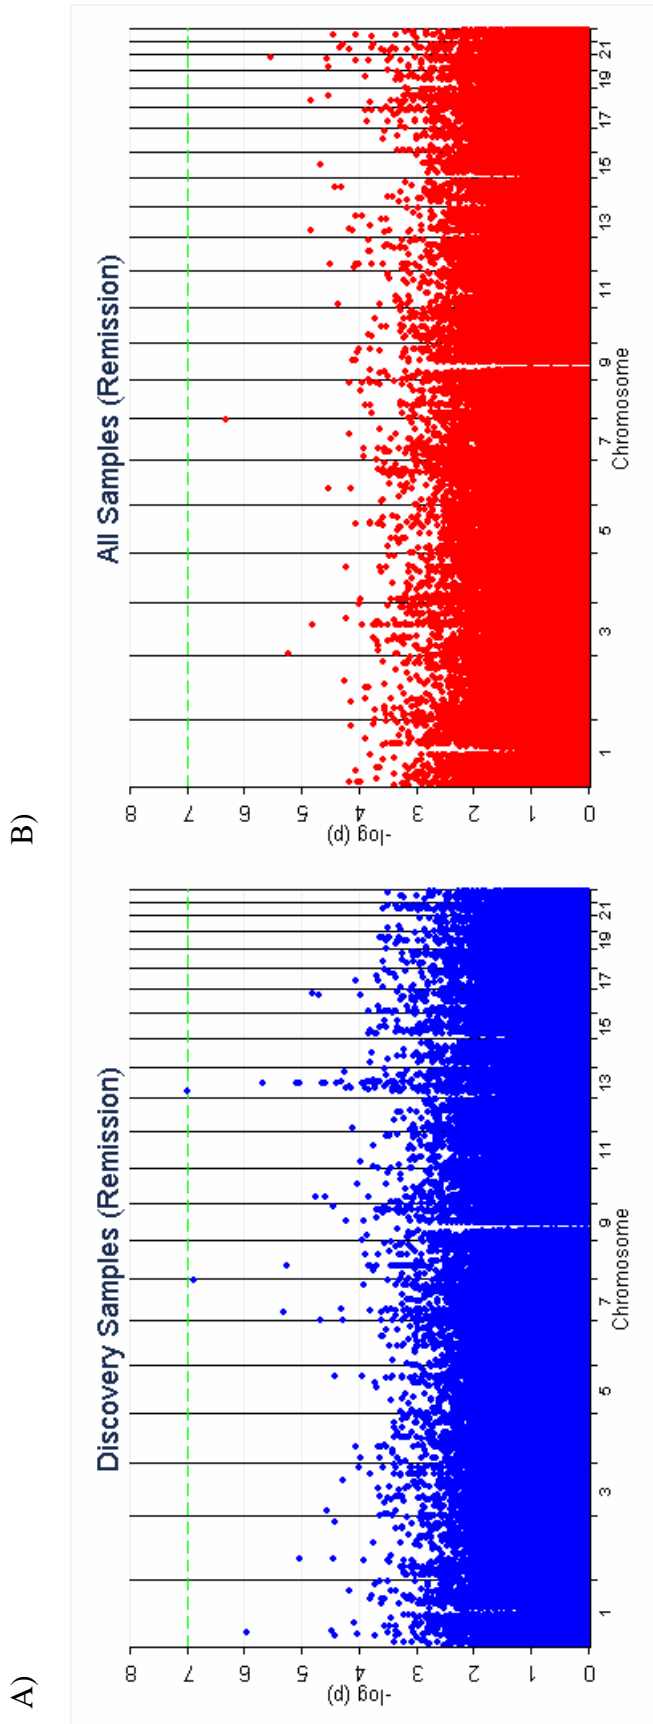 A)
Discovery Samples (Remission)
8
7
6
5
4
3
2
1
0
-log (p)
1 3 5 7 9 11 13 15 17 19 21
Chromosome
B)
All Samples (Remission)
8
7
6
5
4
3
2
1
0
-log (p)
1 3 5 7 9 11 13 15 17 19 21
Chromosome